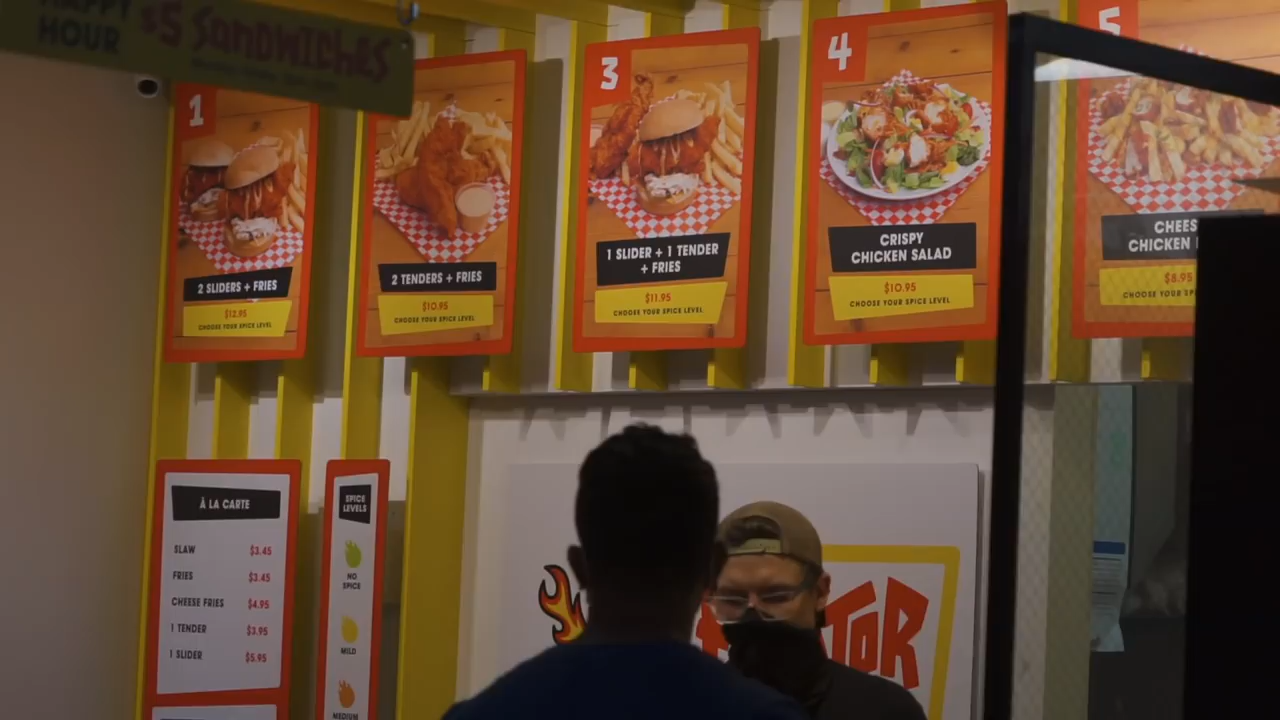 HAPPY
HOUR
$5 SANDWICHES
1
2 SLIDERS + FRIES
$12.95
CHOOSE YOUR SPICE LEVEL
2 TENDERS + FRIES
$10.95
CHOOSE YOUR SPICE LEVEL
3
1 SLIDER + 1 TENDER
+ FRIES
$11.95
CHOOSE YOUR SPICE LEVEL
4
CRISPY
CHICKEN SALAD
$10.95
CHOOSE YOUR SPICE LEVEL
5
CHEES
CHICKEN
$8.95
CHOOSE YOUR SP
À LA CARTE
SLAW $3.45
FRIES $3.45
CHEESE FRIES $4.95
1 TENDER $3.95
1 SLIDER $5.95
SPICE
LEVELS
NO
SPICE
MILD
MEDIUM
TOR